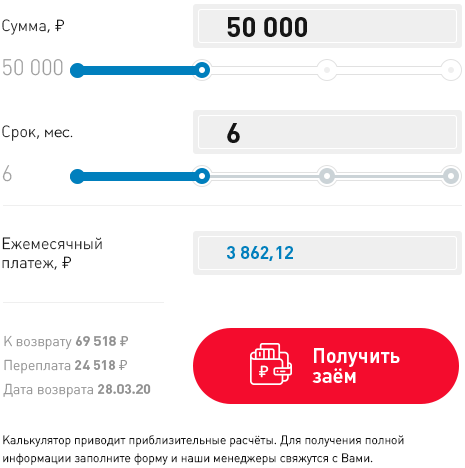 Сумма, ₽
50 000
50 000
Срок, мес.
6
6
Ежемесячный
платеж, ₽
3 862,12
К возврату 69 518 ₽
Переплата 24 518 ₽
Дата возврата 28.03.20
₽
Получить
заём
Калькулятор приводит приблизительные расчёты. Для получения полной
информации заполните форму и наши менеджеры свяжутся с Вами.